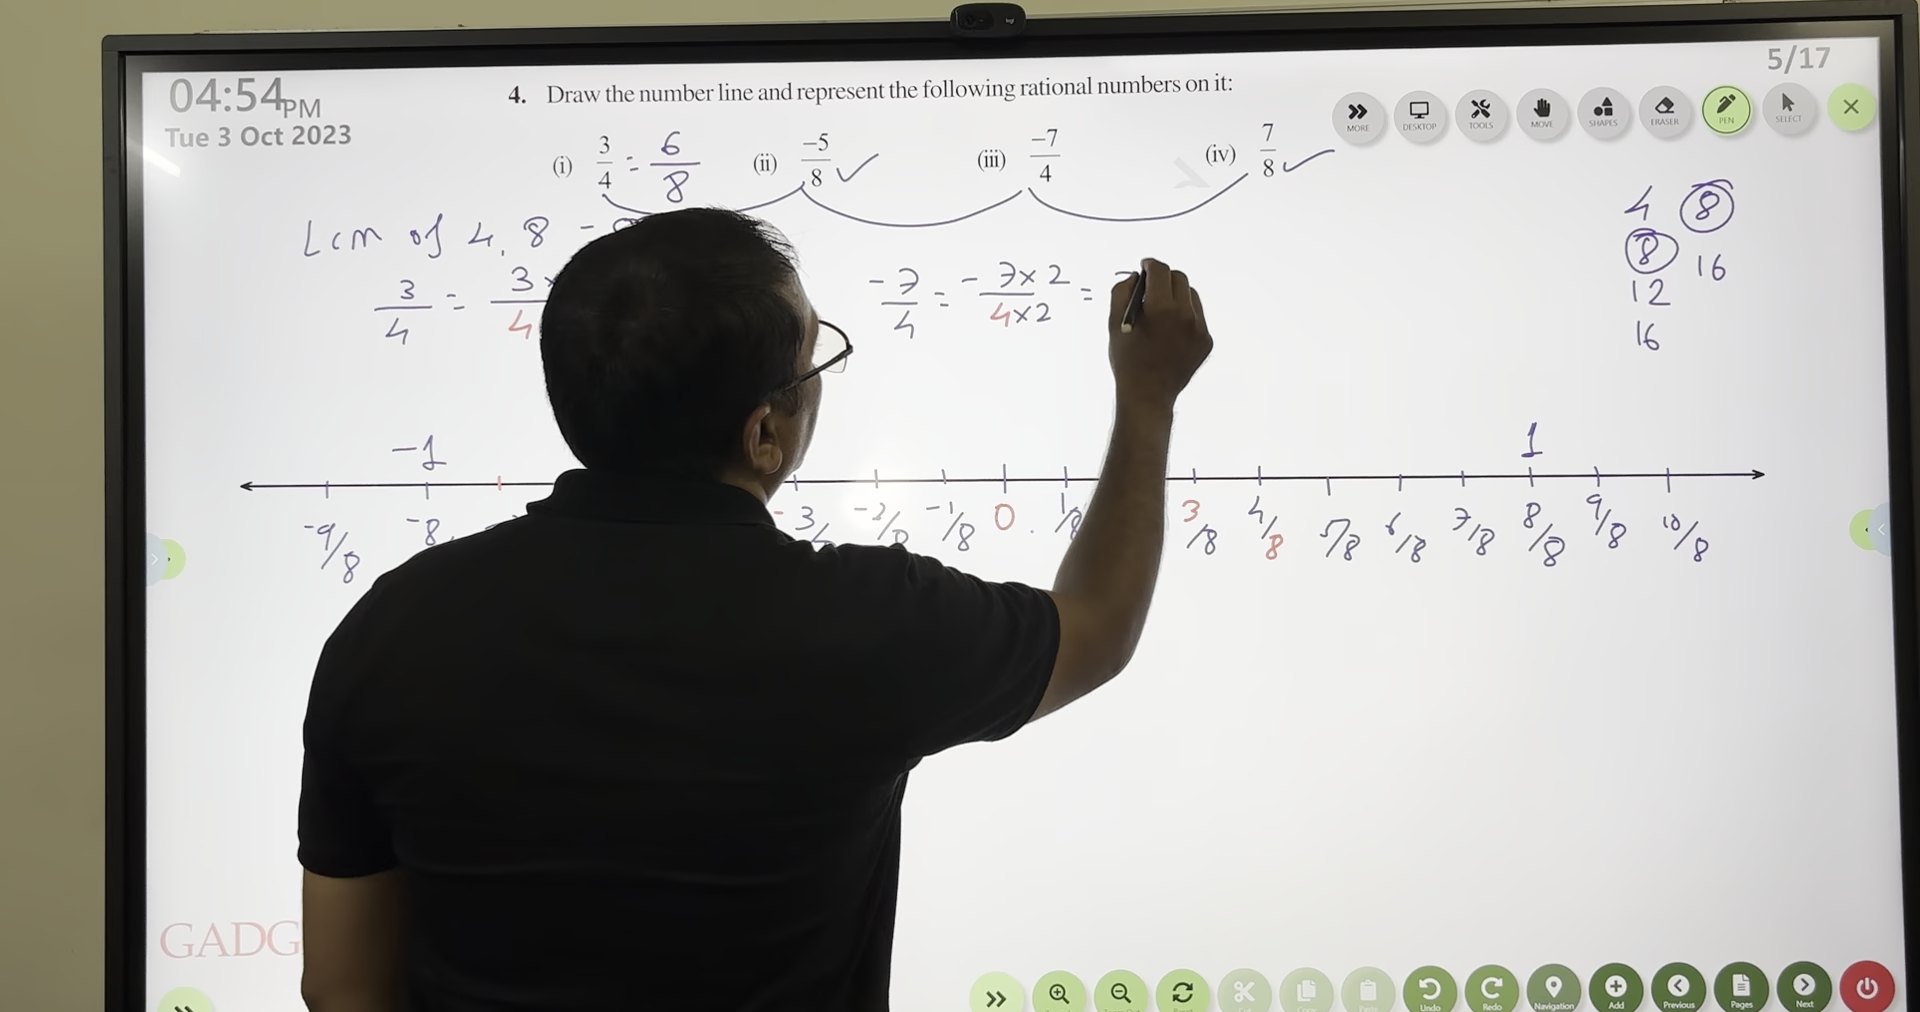 04:54PM
Tue 3 Oct 2023
5/17
4. Draw the number line and represent the following rational numbers on it:
(i) 3/4 = 6/8 (ii) −5/8 ✓ (iii) −7/4 (iv) 7/8 ✓
MORE DESKTOP TOOLS MOVE SHAPES ERASER PEN SELECT
4 8
8 16
12
16
Lcm of 4, 8 -
3/4 = 3×
4
-7/4 = -7×2/4×2 =
-1 1
-9/8 -8 -3/ -2/8 -1/8 0 1/8 3/8 4/8 5/8 6/8 7/8 8/8 9/8 10/8
GADG
Undo Redo Navigation Add Previous Pages Next